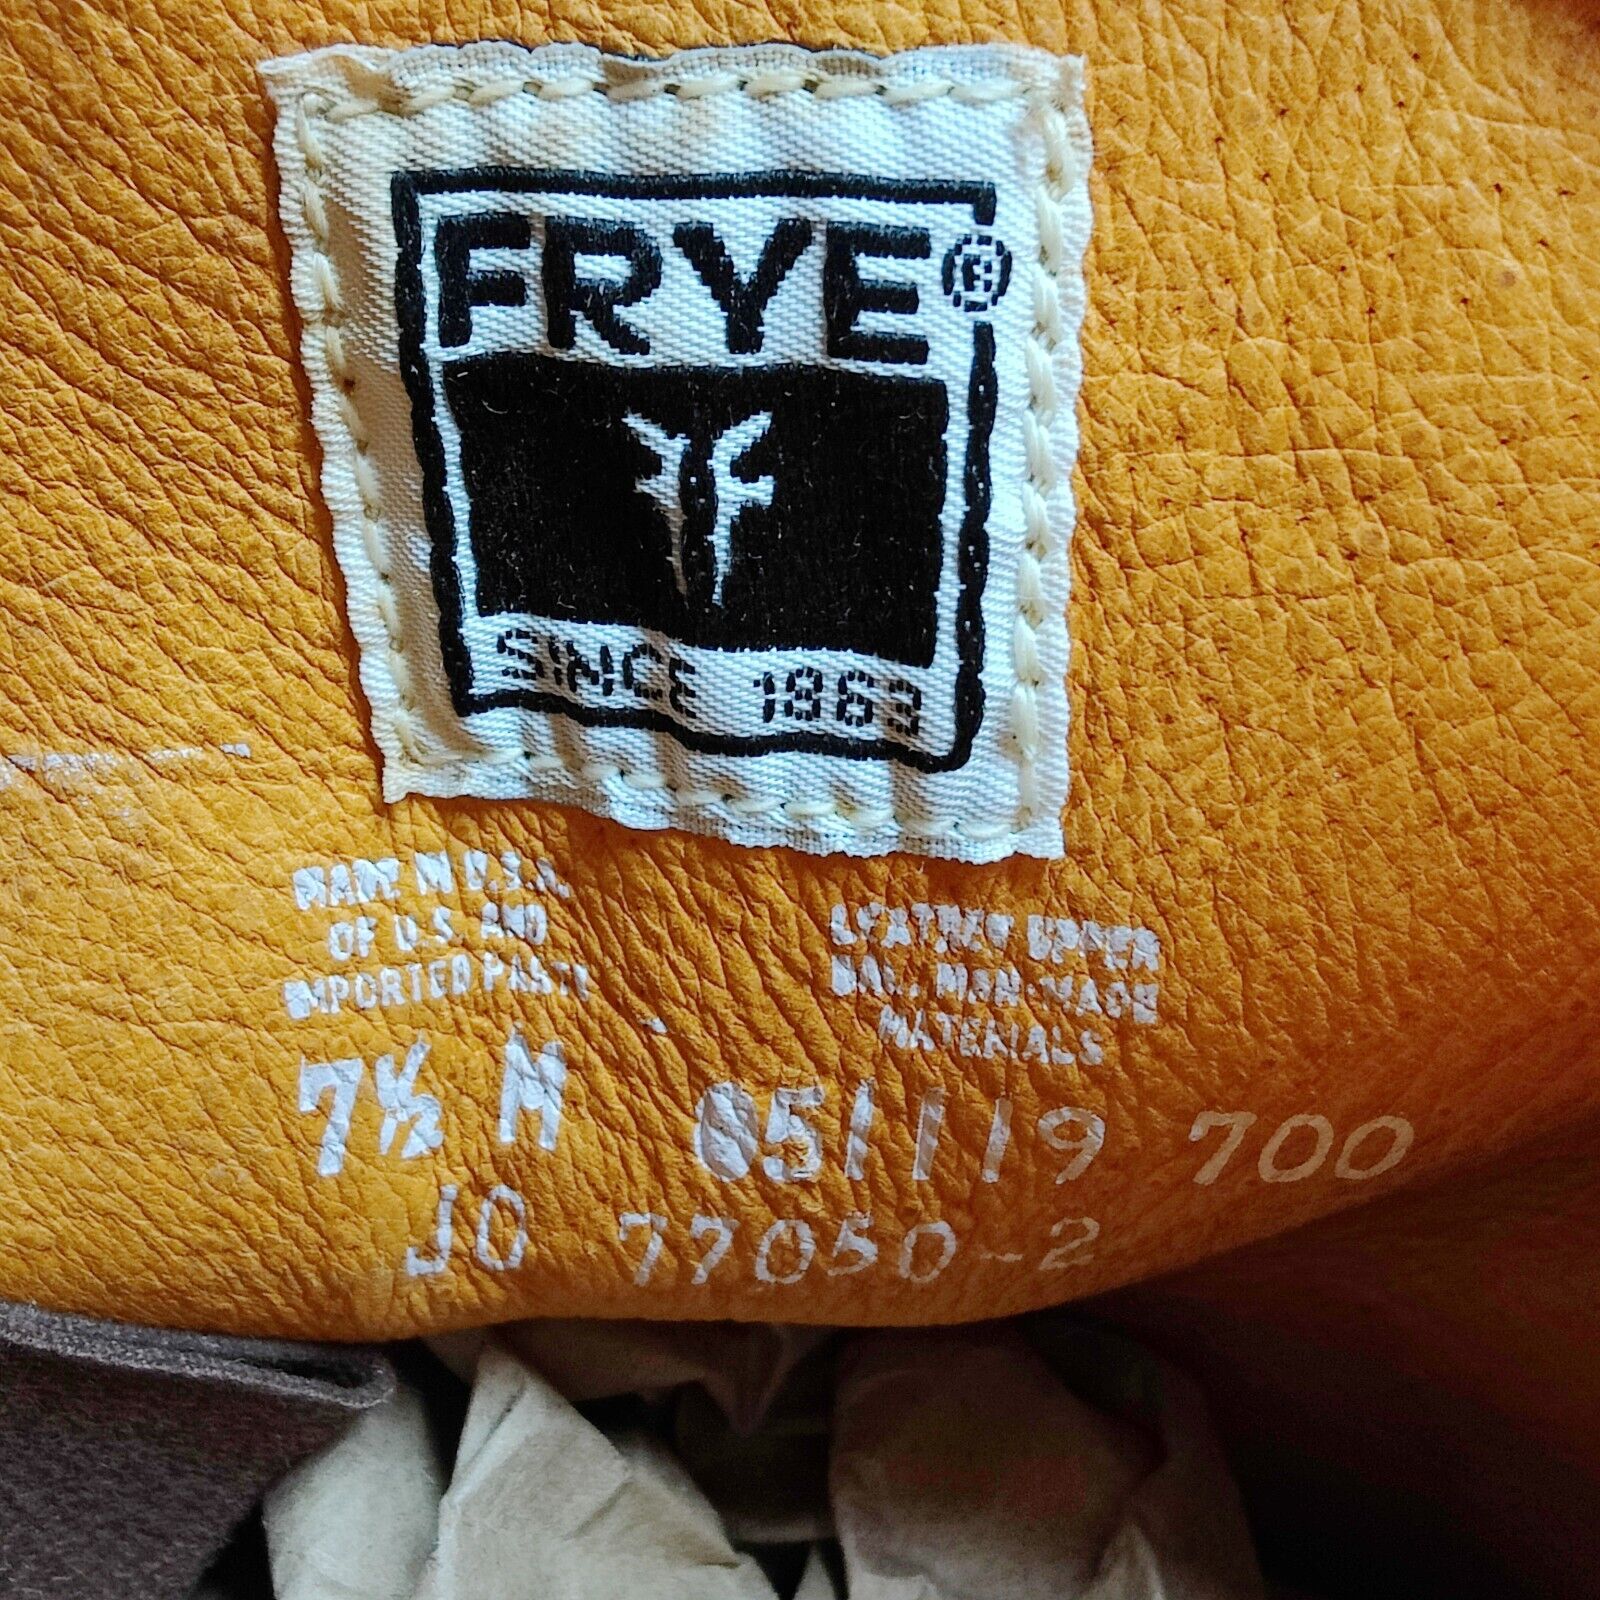 FRYE®
SINCE 1863
MADE IN U.S.A.
OF U.S. AND
IMPORTED PARTS
LEATHER UPPER
BAL. MAN-MADE
MATERIALS
7½ M 051119 700
JO 77050-2